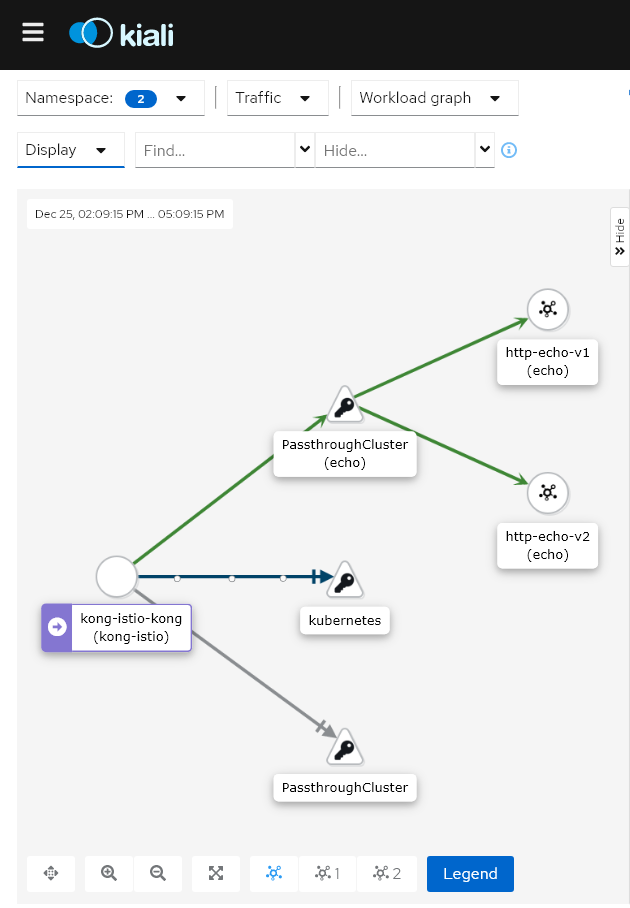 kiali
Namespace: 2
Traffic
Workload graph
Display
Find...
Hide...
Dec 25, 02:09:15 PM ... 05:09:15 PM
Hide
http-echo-v1
(echo)
PassthroughCluster
(echo)
http-echo-v2
(echo)
kong-istio-kong
(kong-istio)
kubernetes
PassthroughCluster
1
2
Legend